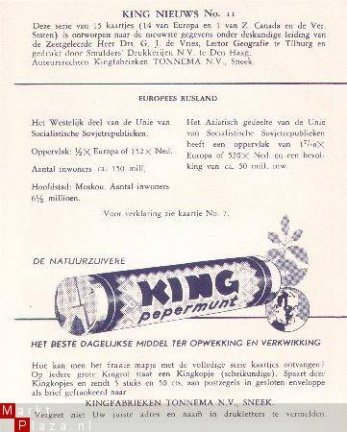 KING NIEUWS No. 11
Deze serie van 15 kaartjes (14 van Europa en 1 van Z. Canada en de Ver.
Staten) is ontworpen naar de nieuwste gegevens onder deskundige leiding van
de Zeergeleerde Heer Drs. G. J. de Vries, Lector Geografie te Tilburg en
gedrukt door Smulders' Drukkerijen N.V. te Den Haag.
Auteursrechten Kingfabrieken TONNEMA N.V., Sneek.
EUROPEES RUSLAND
Het Westelijk deel van de Unie van
Socialistische Sovjetrepublieken.
Oppervlak: ½ X Europa of 152 X Ned.
Aantal inwoners ca. 150 mill.
Hoofdstad: Moskou. Aantal inwoners
6½ millioen.
Het Aziatisch gedeelte van de Unie
van Socialistische Sovjetrepublieken
heeft een oppervlak van X
Europa of 520 X Ned. en een bevol-
king van ca. 50 mill. inw.
Voor verklaring zie kaartje No. 7.
DE NATUURZUIVERE
KING
pepermunt
HET BESTE DAGELIJKSE MIDDEL TER OPWEKKING EN VERKWIKKING
Hoe kan men het fraaie mapje met de volledige serie kaartjes ontvangen?
Op iedere grote Kingrol staat een Kingkopje (scheikundige). Spaart deze
Kingkopjes en zendt 5 stuks en 50 cts. aan postzegels in gesloten enveloppe
als brief gefrankeerd naar
KINGFABRIEKEN TONNEMA N.V., SNEEK.
Vergeet niet Uw juiste adres en naam in drukletters te vermelden.
Marktplaza.nl